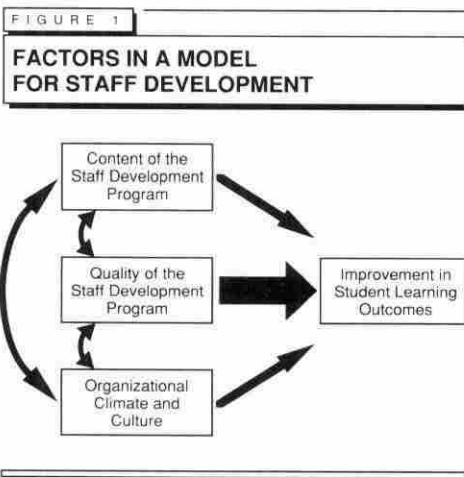 FIGURE 1
FACTORS IN A MODEL
FOR STAFF DEVELOPMENT
Content of the
Staff Development
Program
Quality of the
Staff Development
Program
Improvement in
Student Learning
Outcomes
Organizational
Climate and
Culture